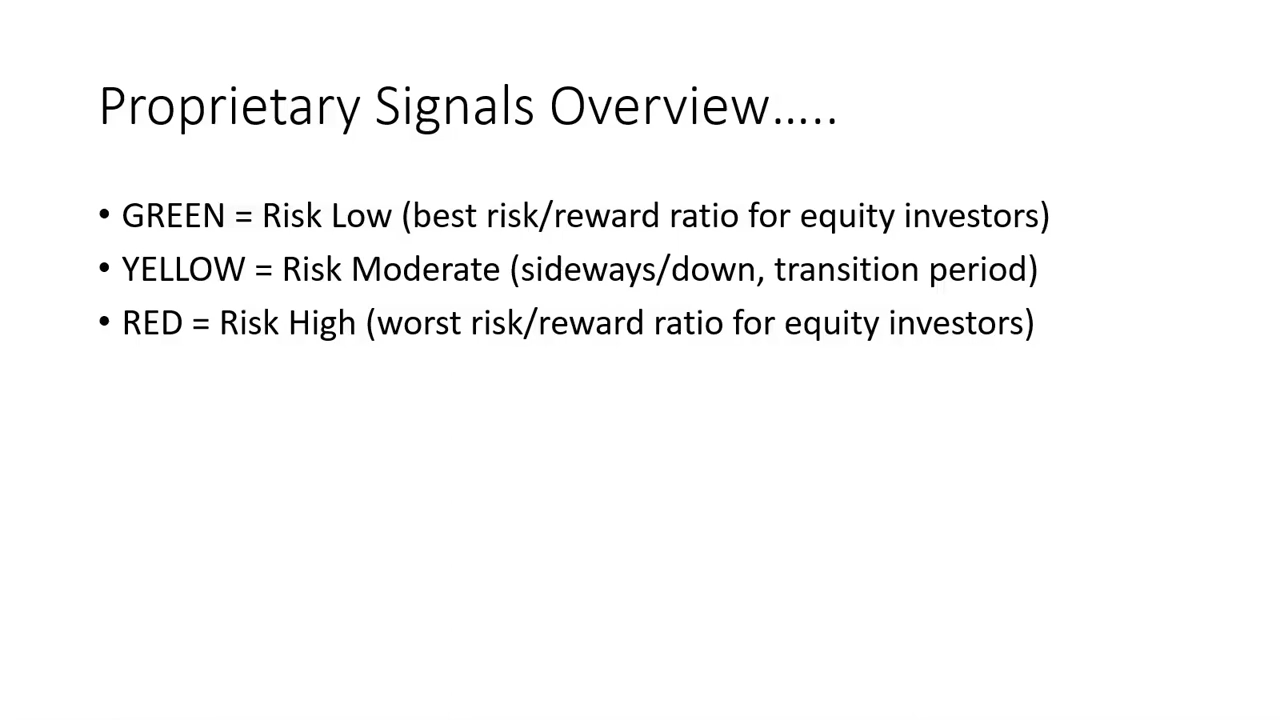 Proprietary Signals Overview.....
• GREEN = Risk Low (best risk/reward ratio for equity investors)
• YELLOW = Risk Moderate (sideways/down, transition period)
• RED = Risk High (worst risk/reward ratio for equity investors)